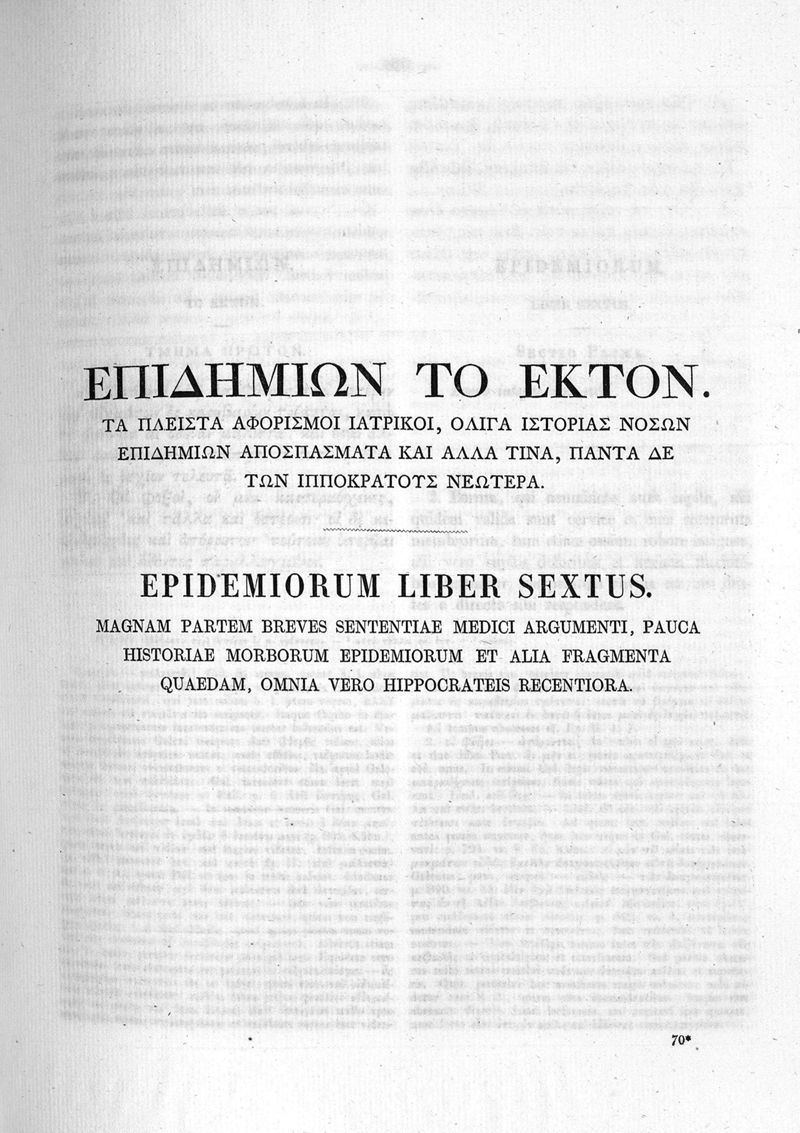 ΕΠΙΔΗΜΙΩΝ ΤΟ ΕΚΤΟΝ.
ΤΑ ΠΛΕΙΣΤΑ ΑΦΟΡΙΣΜΟΙ ΙΑΤΡΙΚΟΙ, ΟΛΙΓΑ ΙΣΤΟΡΙΑΣ ΝΟΣΩΝ
ΕΠΙΔΗΜΙΩΝ ΑΠΟΣΠΑΣΜΑΤΑ ΚΑΙ ΑΛΛΑ ΤΙΝΑ, ΠΑΝΤΑ ΔΕ
ΤΩΝ ΙΠΠΟΚΡΑΤΟΥΣ ΝΕΩΤΕΡΑ.
EPIDEMIORUM LIBER SEXTUS.
MAGNAM PARTEM BREVES SENTENTIAE MEDICI ARGUMENTI, PAUCA
HISTORIAE MORBORUM EPIDEMIORUM ET ALIA FRAGMENTA
QUAEDAM, OMNIA VERO HIPPOCRATEIS RECENTIORA.
70*